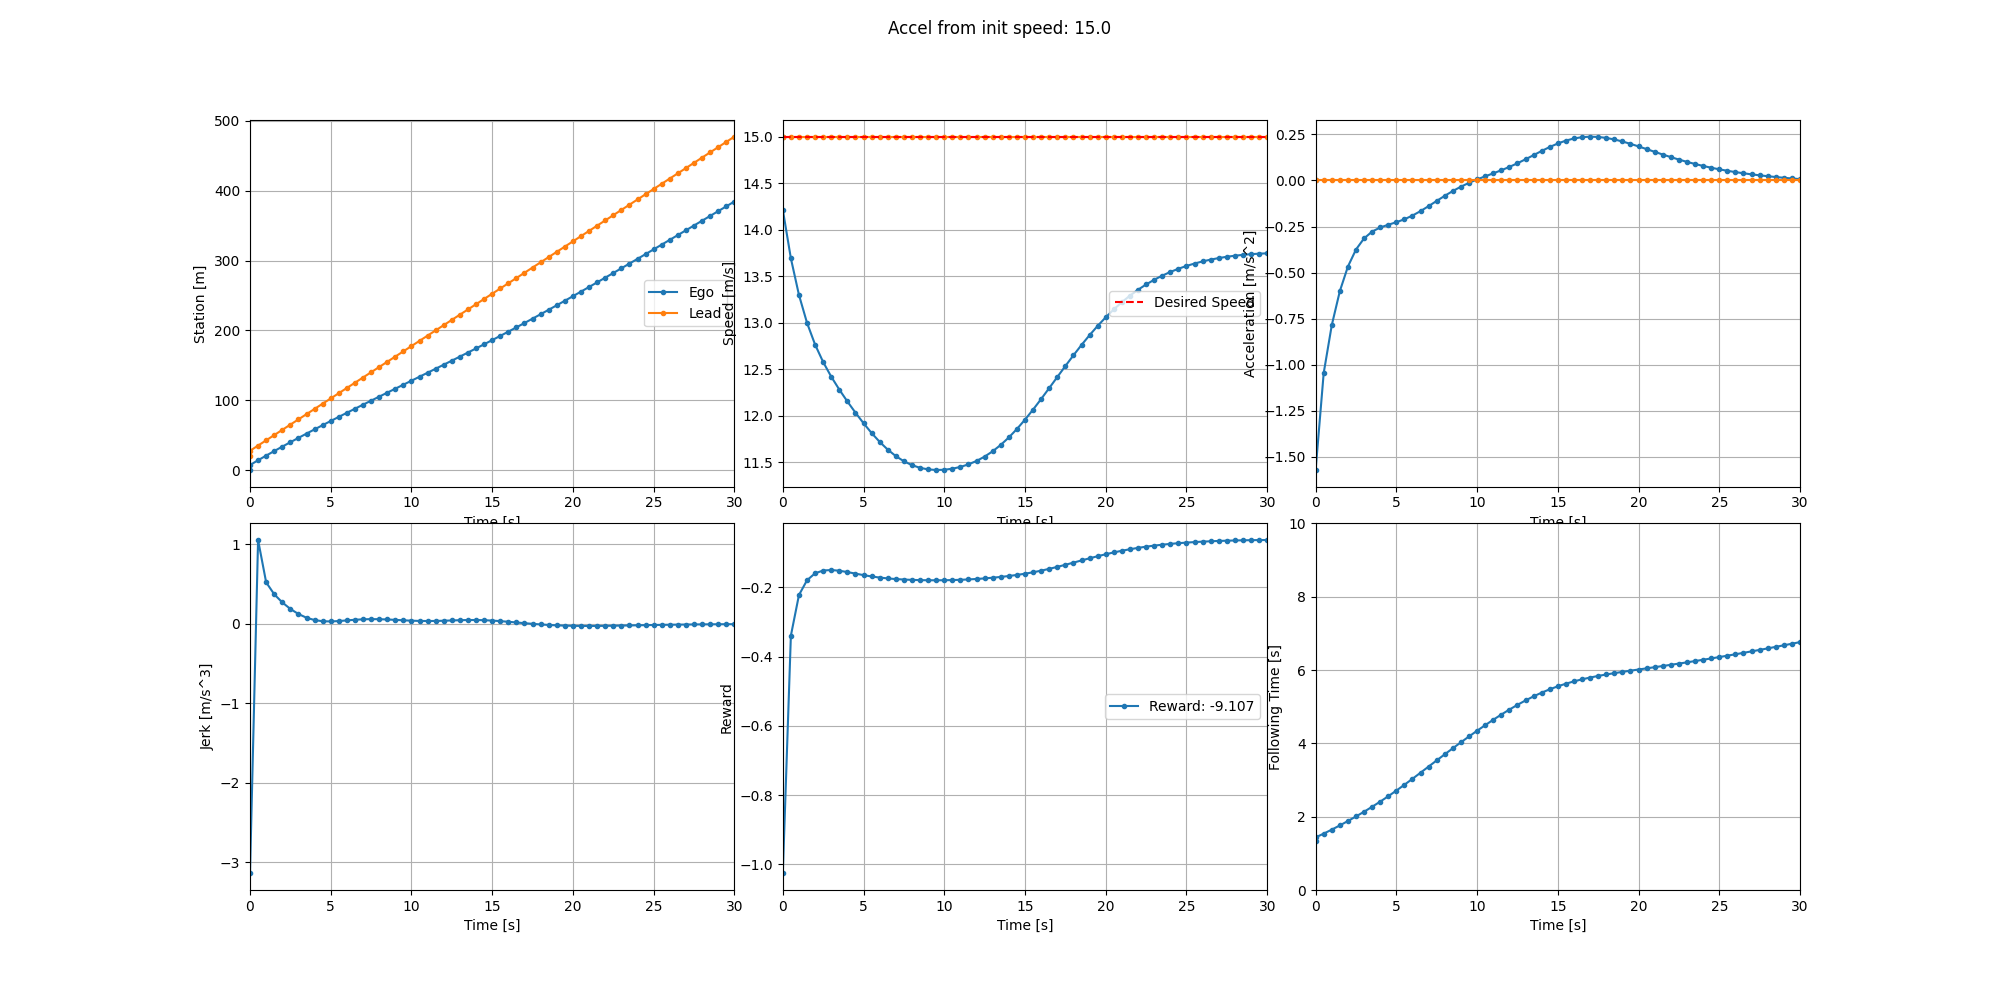 Accel from init speed: 15.0
Station [m]
500
400
300
200
100
0
Ego
Lead
0 5 10 15 20 25 30
Time [s]
Speed [m/s]
15.0
14.5
14.0
13.5
13.0
12.5
12.0
11.5
Desired Speed
0 5 10 15 20 25 30
Time [s]
Acceleration [m/s^2]
0.25
0.00
−0.25
−0.50
−0.75
−1.00
−1.25
−1.50
0 5 10 15 20 25 30
Time [s]
Jerk [m/s^3]
1
0
−1
−2
−3
0 5 10 15 20 25 30
Time [s]
Reward
−0.2
−0.4
−0.6
−0.8
−1.0
Reward: -9.107
0 5 10 15 20 25 30
Time [s]
Following Time [s]
10
8
6
4
2
0
0 5 10 15 20 25 30
Time [s]